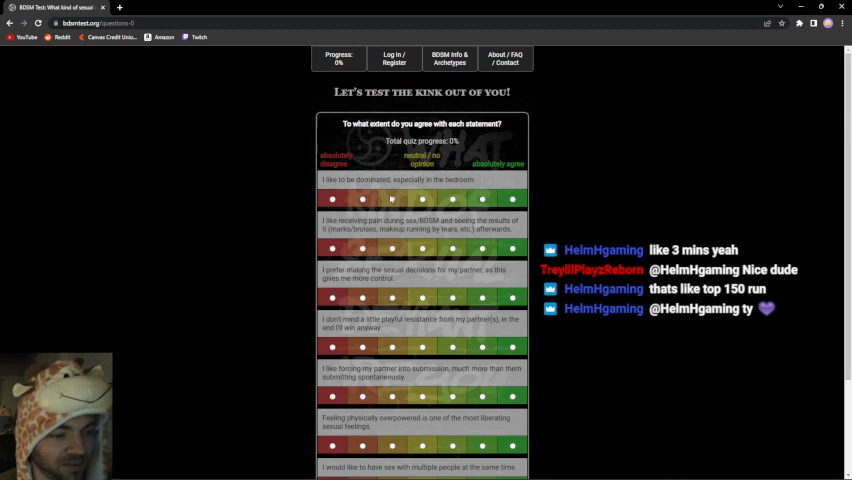 BDSM Test: What kind of sexual
bdsmtest.org/questions-0
YouTube Reddit Canvas Credit Unio... Amazon Twitch
Progress: 0%
Log In / Register
BDSM Info & Archetypes
About / FAQ / Contact
LET'S TEST THE KINK OUT OF YOU!
To what extent do you agree with each statement?
Total quiz progress: 0%
absolutely disagree
neutral / no opinion
absolutely agree
I like to be dominated, especially in the bedroom.
I like receiving pain during sex/BDSM and seeing the results of
it (marks/bruises, makeup running by tears, etc.) afterwards.
I prefer making the sexual decisions for my partner, as this
gives me more control.
I don't mind a little playful resistance from my partner(s), in the
end I'll win anyway.
I like forcing my partner into submission, much more than them
submitting spontaneously.
Feeling physically overpowered is one of the most liberating
sexual feelings.
I would like to have sex with multiple people at the same time.
HelmHgaming like 3 mins yeah
TreyIIIPlayzReborn @HelmHgaming Nice dude
HelmHgaming thats like top 150 run
HelmHgaming @HelmHgaming ty